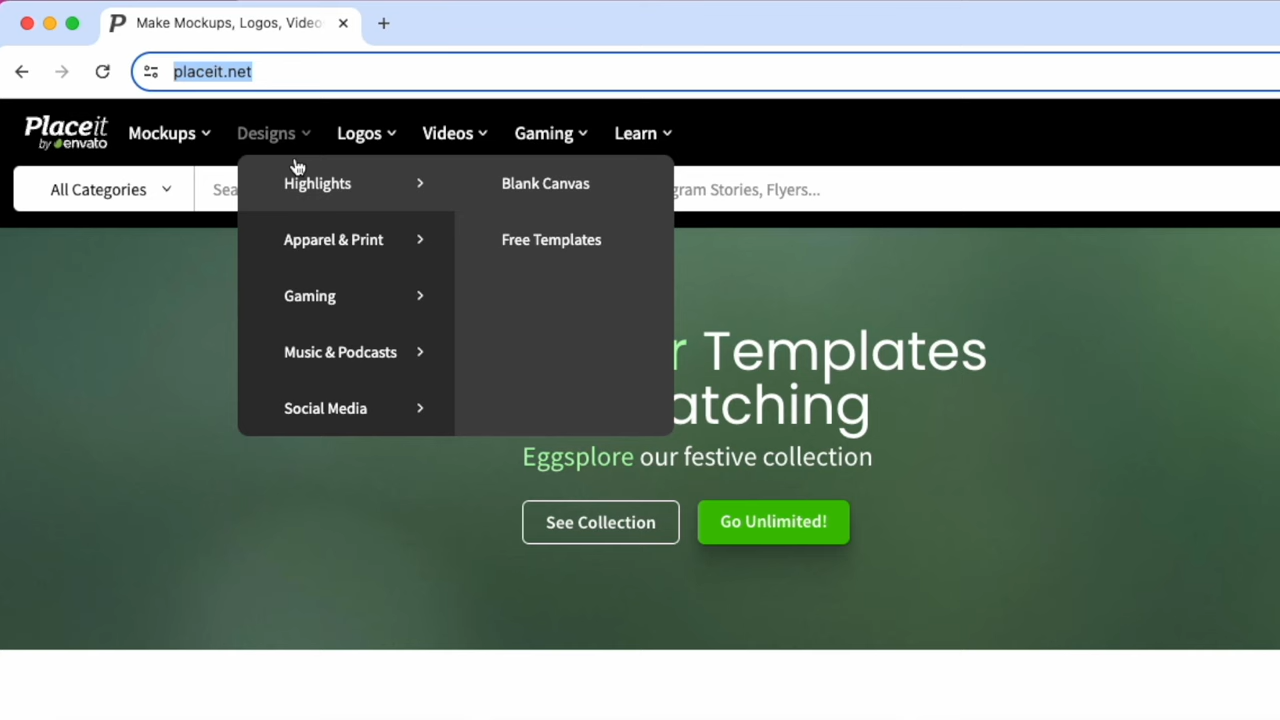 Make Mockups, Logos, Video
placeit.net
Placeit
by envato
Mockups
Designs
Logos
Videos
Gaming
Learn
All Categories
Sea
gram Stories, Flyers...
Highlights
Blank Canvas
Apparel & Print
Free Templates
Gaming
Music & Podcasts
Social Media
r Templates
atching
Eggsplore our festive collection
See Collection
Go Unlimited!